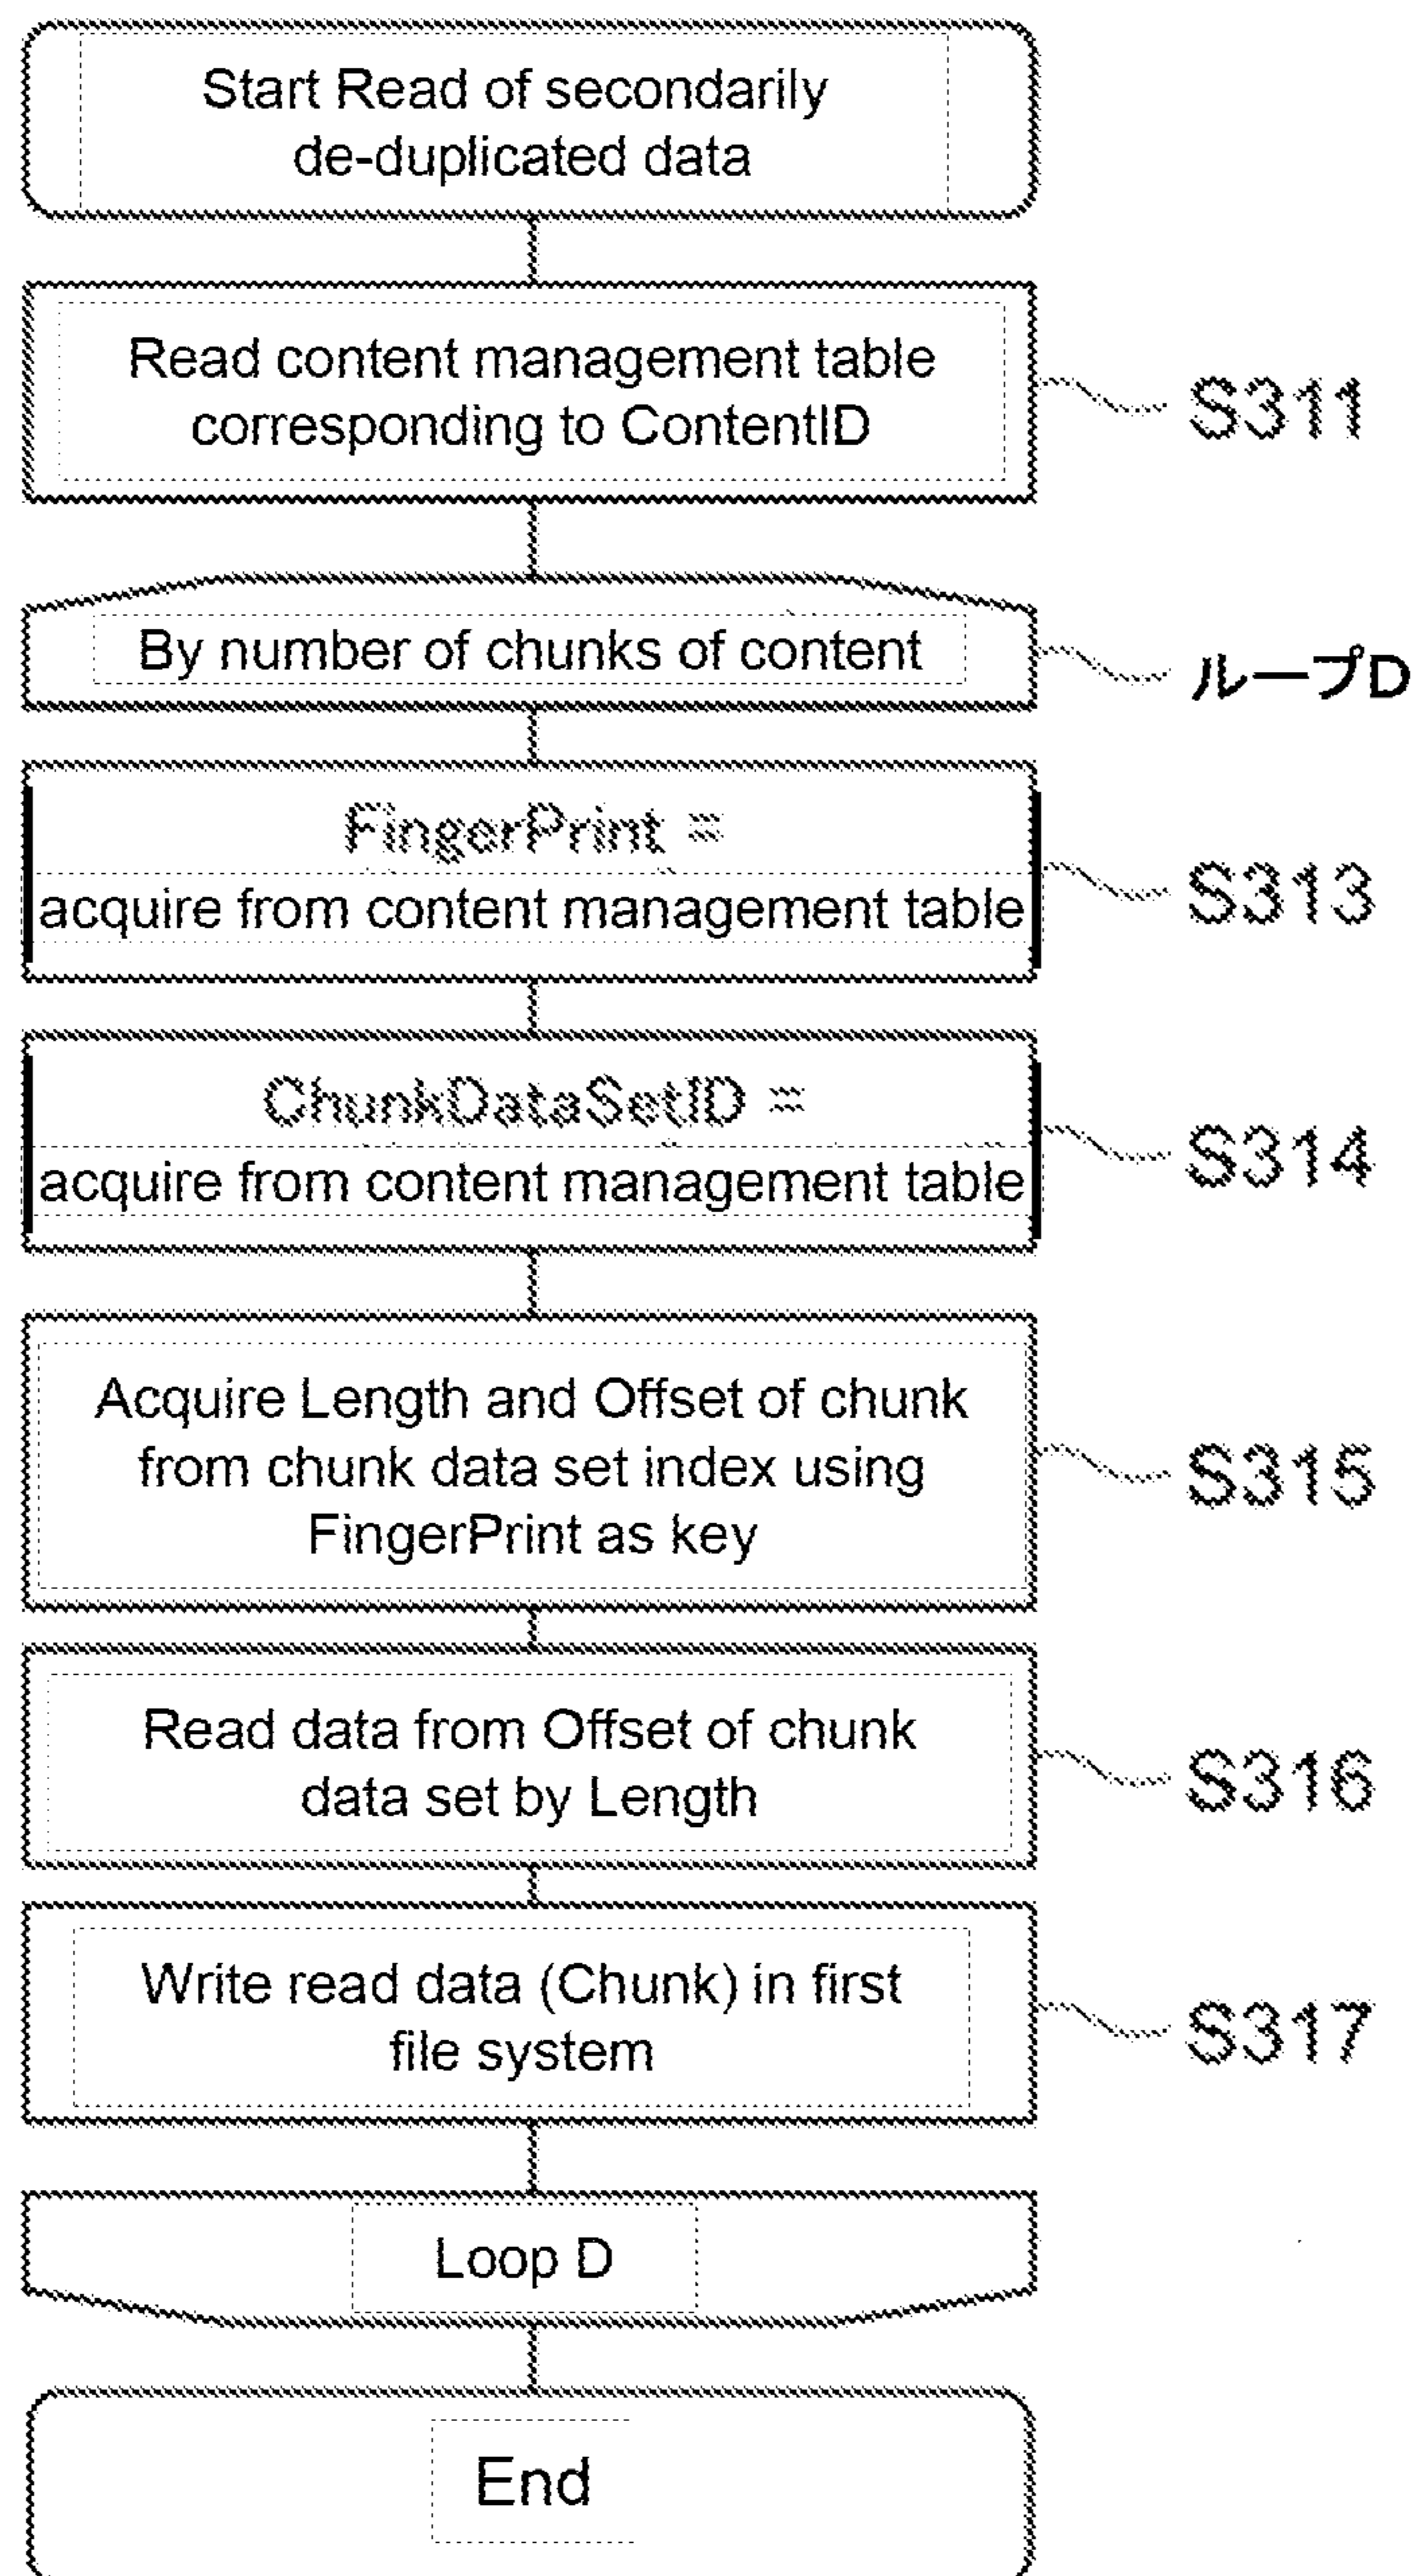 Start Read of secondarily
de-duplicated data
Read content management table
corresponding to ContentID
S311
By number of chunks of content
ループD
FingerPrint =
acquire from content management table
S313
ChunkDataSetID =
acquire from content management table
S314
Acquire Length and Offset of chunk
from chunk data set index using
FingerPrint as key
S315
Read data from Offset of chunk
data set by Length
S316
Write read data (Chunk) in first
file system
S317
Loop D
End